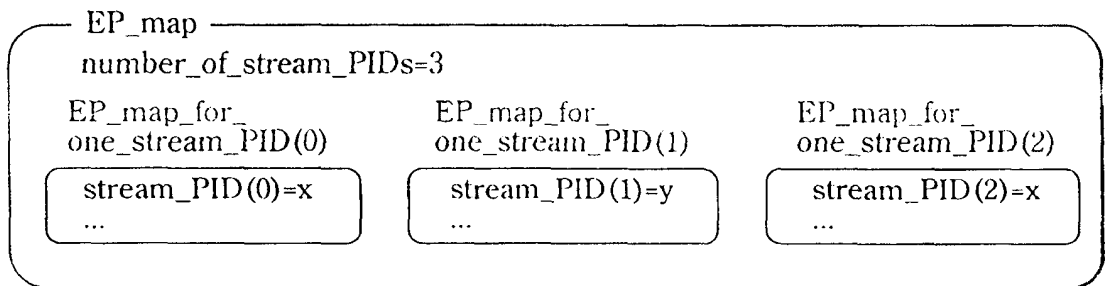 EP_map
number_of_stream_PIDs=3
EP_map_for_
one_stream_PID(0)
stream_PID(0)=x
...
EP_map_for_
one_stream_PID(1)
stream_PID(1)=y
...
EP_map_for_
one_stream_PID(2)
stream_PID(2)=x
...